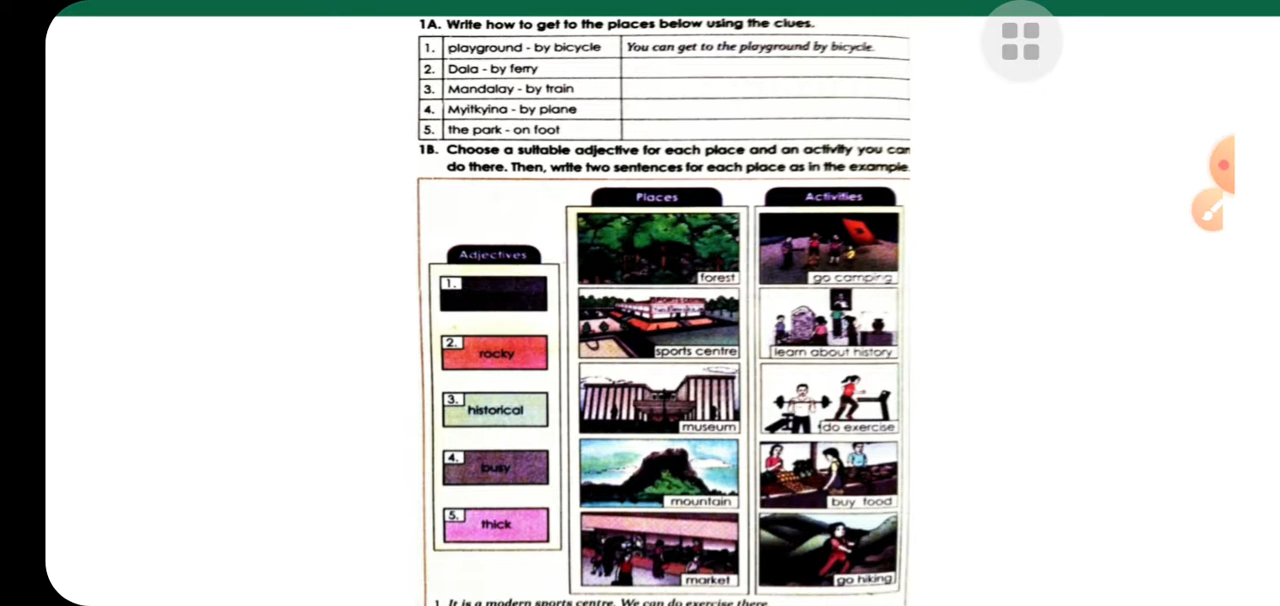 1A. Write how to get to the places below using the clues.
1. playground - by bicycle You can get to the playground by bicycle.
2. Dala - by ferry
3. Mandalay - by train
4. Myitkyina - by plane
5. the park - on foot
1B. Choose a suitable adjective for each place and an activity you can
do there. Then, write two sentences for each place as in the example
Places
Activities
Adjectives
1.
2. rocky
3. historical
4. busy
5. thick
forest
SPORTS CENTRE
sports centre
museum
mountain
market
go camping
learn about history
do exercise
buy food
go hiking
1. It is a modern sports centre. We can do exercise there.